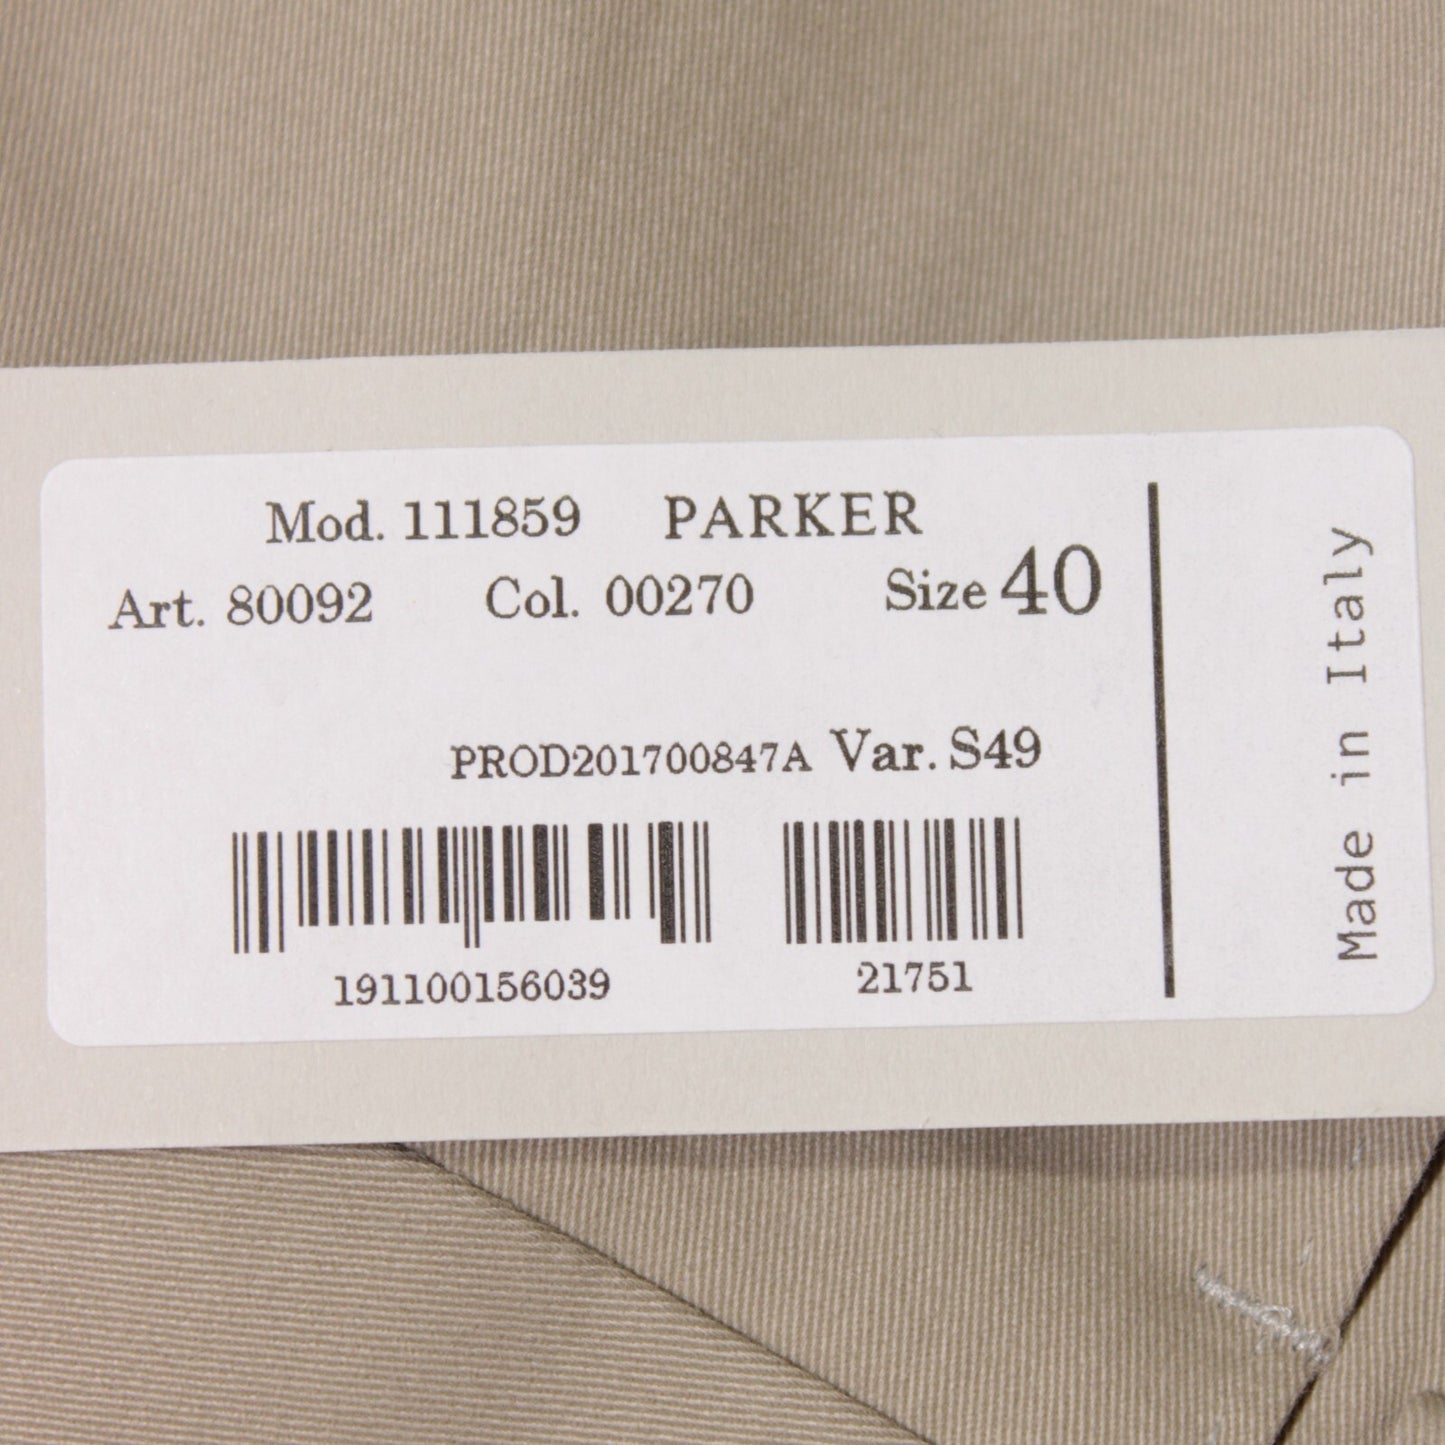 Mod. 111859 PARKER
Art. 80092 Col. 00270 Size 40
PROD201700847A Var. S49
191100156039 21751
Made in Italy